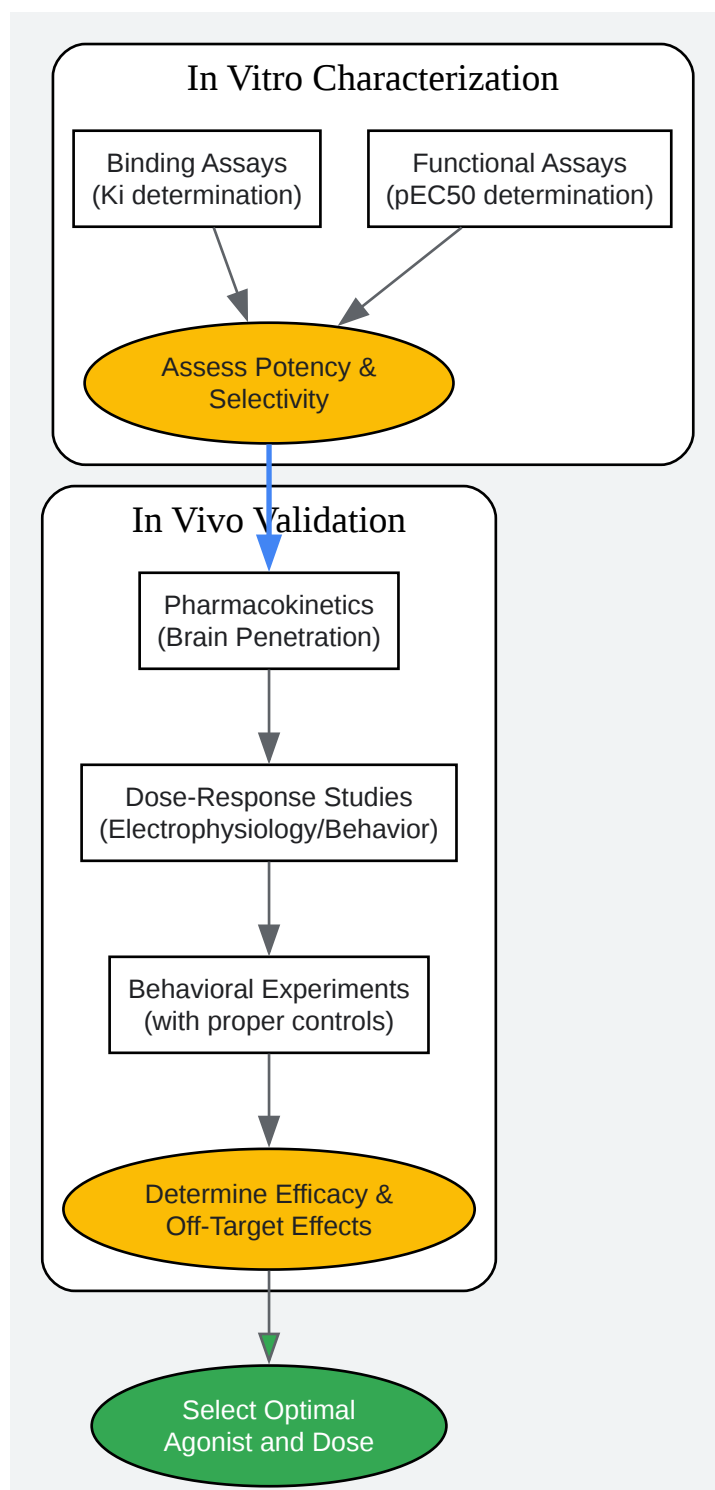 In Vitro Characterization
Binding Assays
(Ki determination)
Functional Assays
(pEC50 determination)
Assess Potency &
Selectivity
In Vivo Validation
Pharmacokinetics
(Brain Penetration)
Dose-Response Studies
(Electrophysiology/Behavior)
Behavioral Experiments
(with proper controls)
Determine Efficacy &
Off-Target Effects
Select Optimal
Agonist and Dose